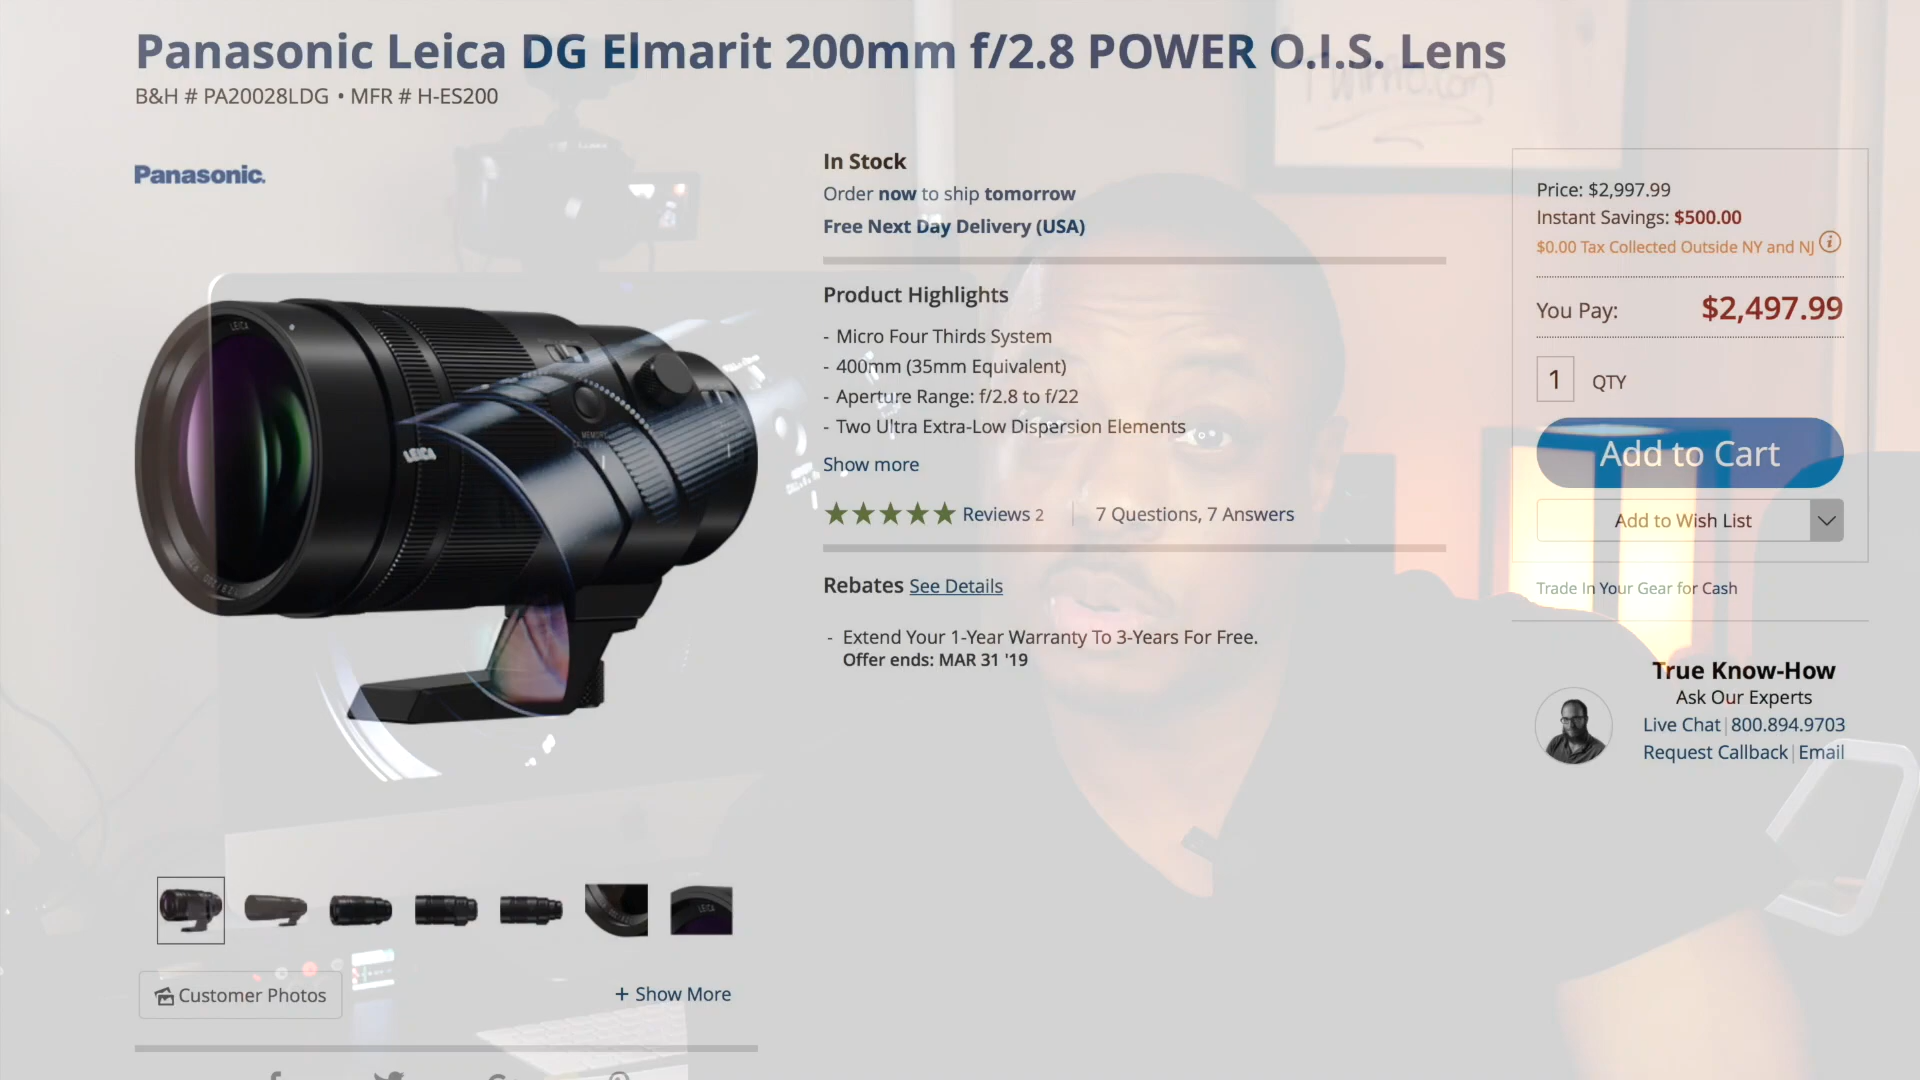 Panasonic Leica DG Elmarit 200mm f/2.8 POWER O.I.S. Lens
B&H # PA20028LDG • MFR # H-ES200
Panasonic
In Stock
Order now to ship tomorrow
Free Next Day Delivery (USA)
Product Highlights
- Micro Four Thirds System
- 400mm (35mm Equivalent)
- Aperture Range: f/2.8 to f/22
- Two Ultra Extra-Low Dispersion Elements
Show more
Reviews 2
7 Questions, 7 Answers
Rebates See Details
- Extend Your 1-Year Warranty To 3-Years For Free.
Offer ends: MAR 31 '19
Price: $2,997.99
Instant Savings: $500.00
$0.00 Tax Collected Outside NY and NJ
You Pay: $2,497.99
1 QTY
Add to Cart
Add to Wish List
Trade In Your Gear for Cash
True Know-How
Ask Our Experts
Live Chat | 800.894.9703
Request Callback | Email
LEICA
LEICA
LEICA
Customer Photos
+ Show More